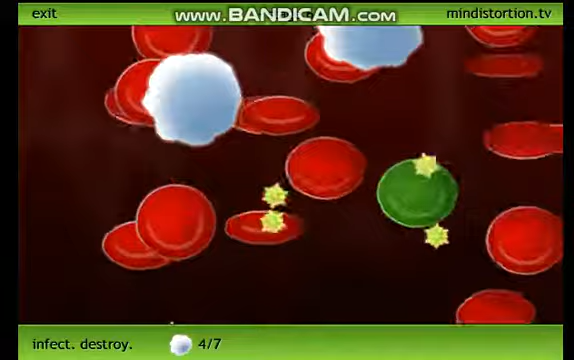 exit
www.BANDICAM.com
mindistortion.tv
infect. destroy.
4/7